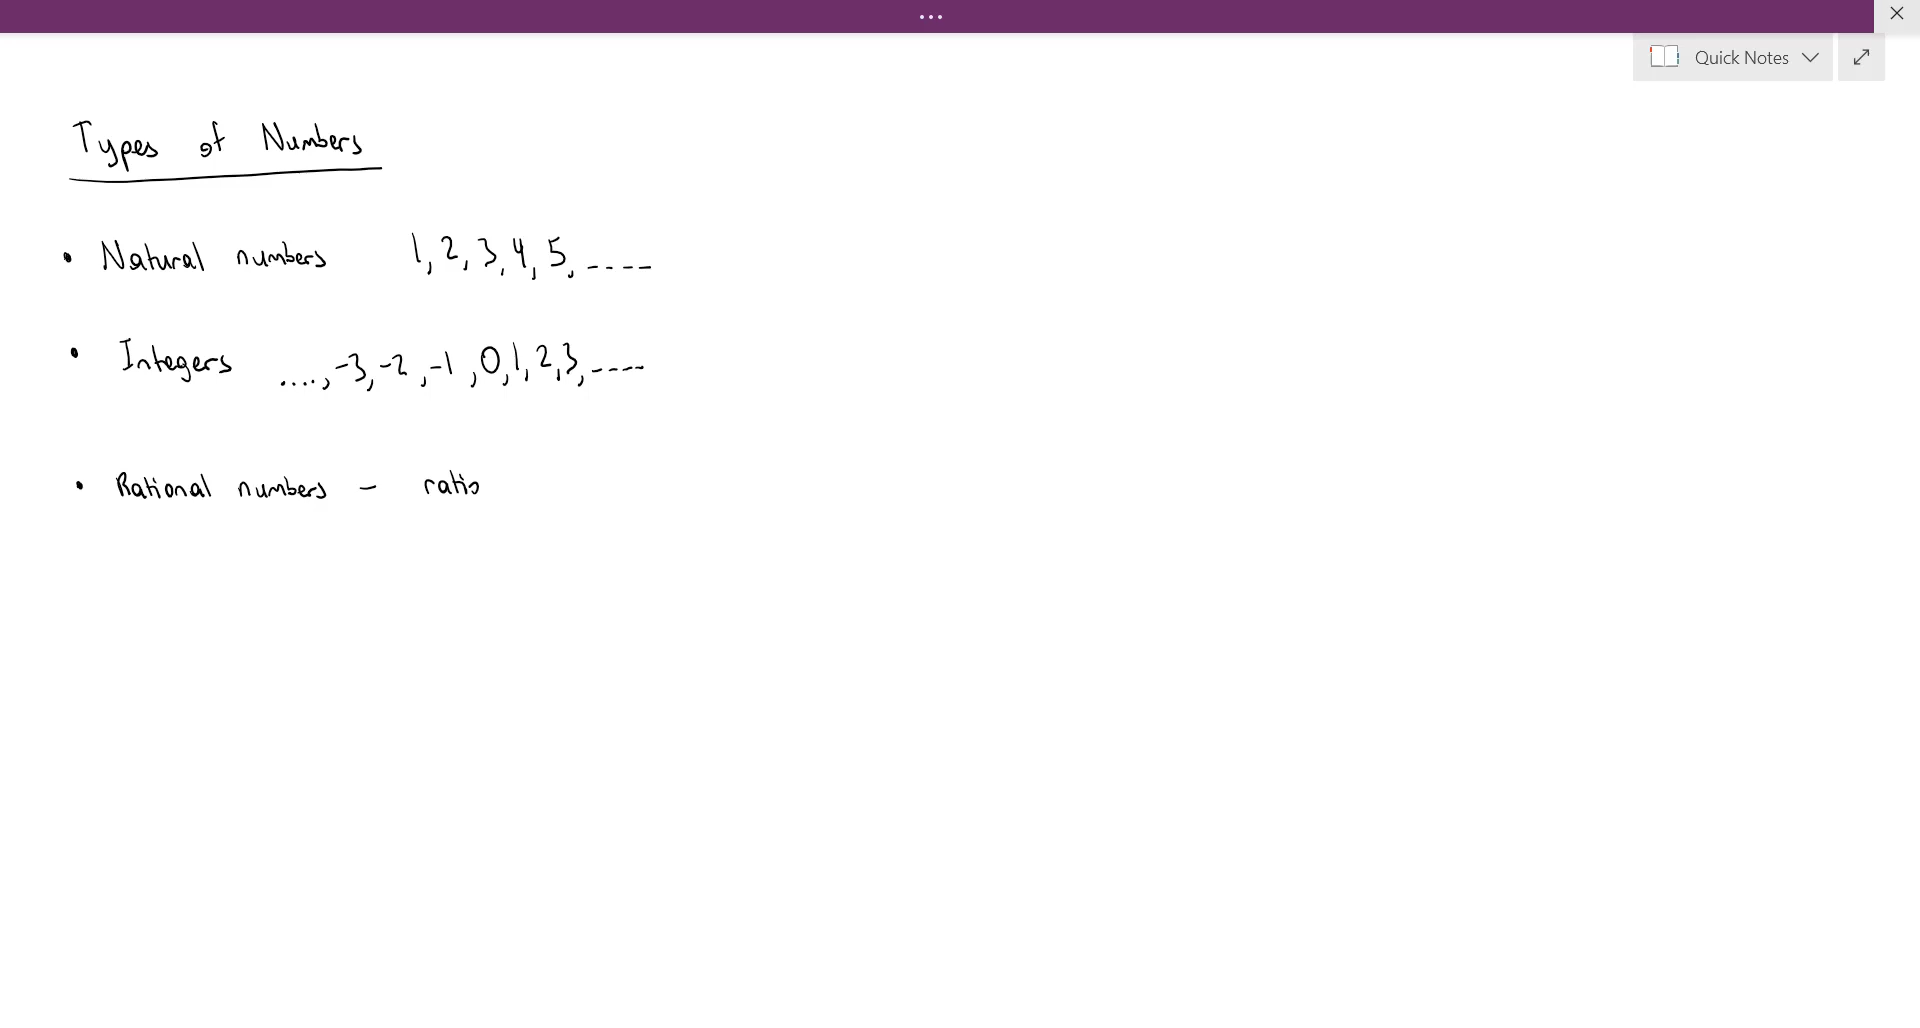 Quick Notes
Types of Numbers
• Natural numbers 1, 2, 3, 4, 5, ----
• Integers ...., -3, -2, -1, 0, 1, 2, 3, ----
• Rational numbers - ratio